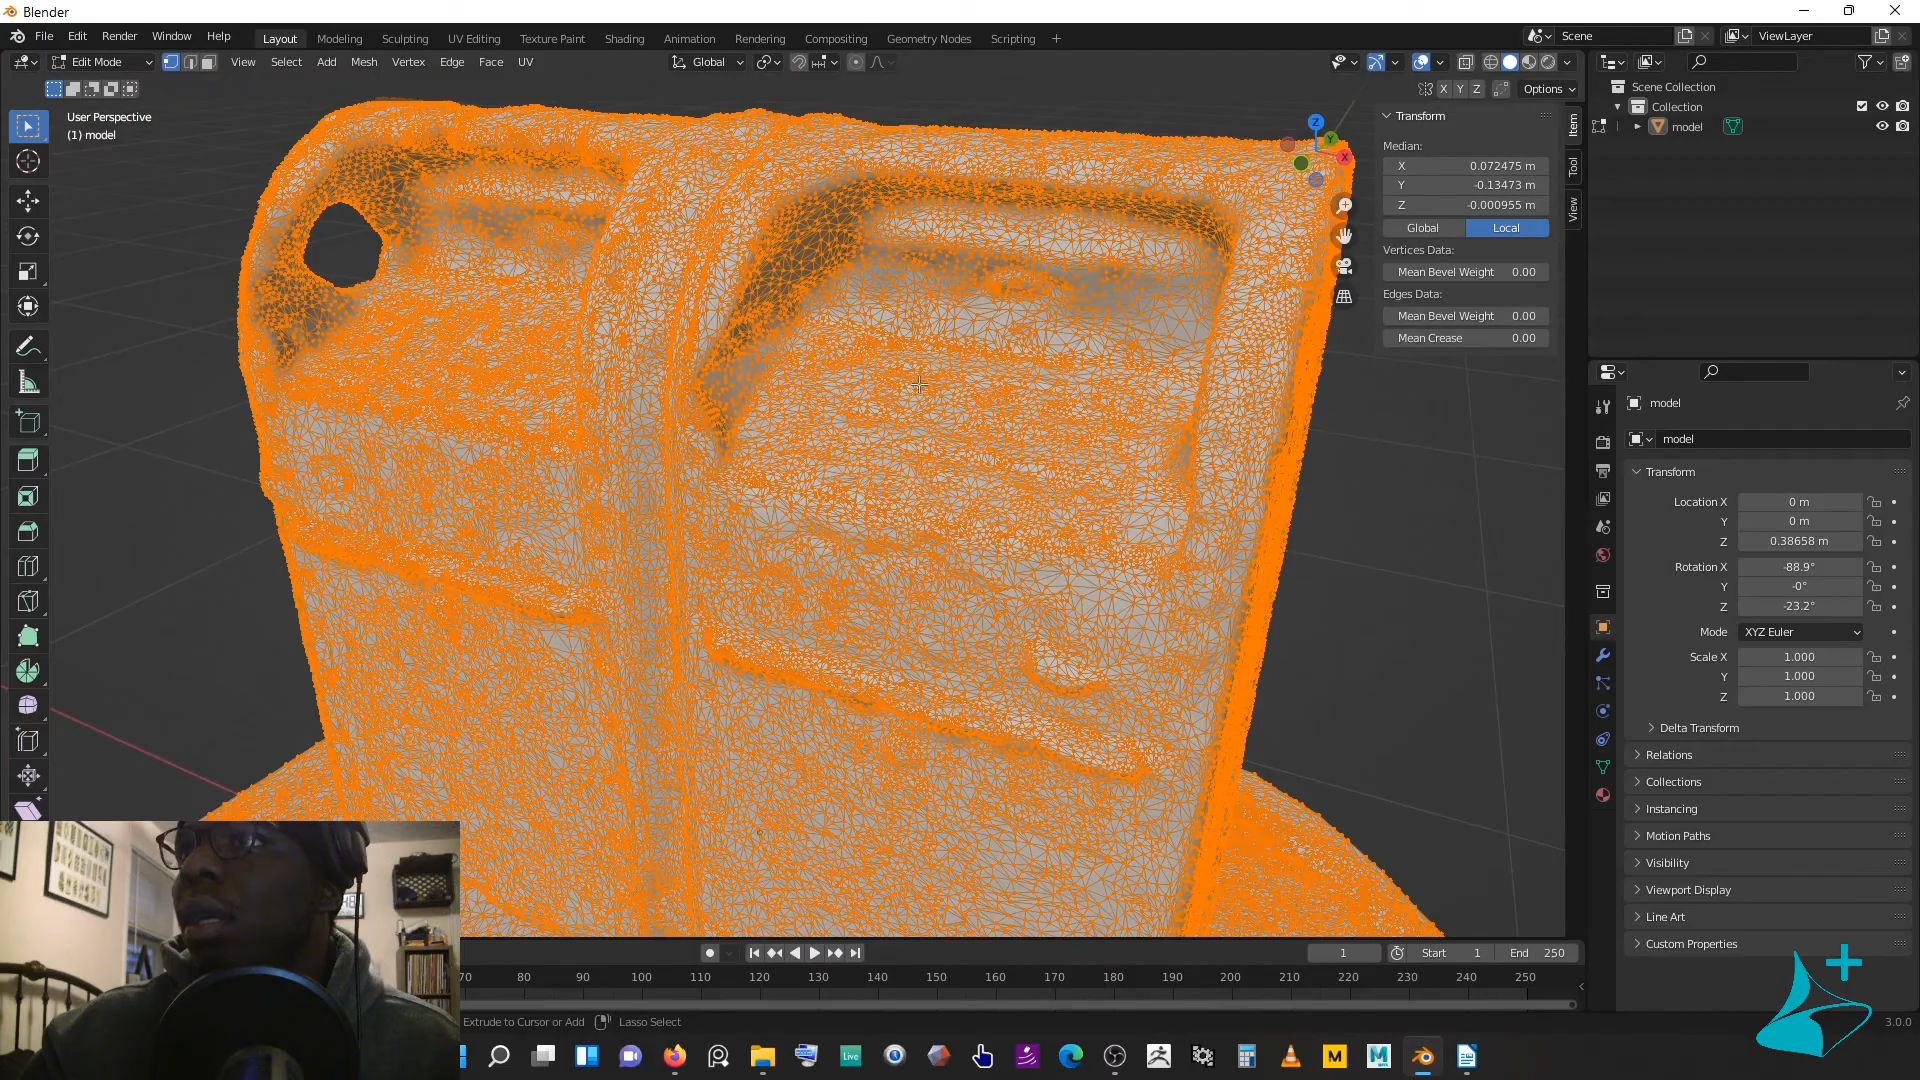 Blender
File Edit Render Window Help
Layout Modeling Sculpting UV Editing Texture Paint Shading Animation Rendering Compositing Geometry Nodes Scripting +
Scene ViewLayer
Edit Mode View Select Add Mesh Vertex Edge Face UV Global
X Y Z Options
User Perspective
(1) model
Z
Y
X
Transform
Median:
X 0.072475 m
Y -0.13473 m
Z -0.000955 m
Global Local
Vertices Data:
Mean Bevel Weight 0.00
Edges Data:
Mean Bevel Weight 0.00
Mean Crease 0.00
Item
Tool
View
Scene Collection
Collection
model
model
model
Transform
Location X 0 m
Y 0 m
Z 0.38658 m
Rotation X -88.9°
Y -0°
Z -23.2°
Mode XYZ Euler
Scale X 1.000
Y 1.000
Z 1.000
Delta Transform
Relations
Collections
Instancing
Motion Paths
Visibility
Viewport Display
Line Art
Custom Properties
1 Start 1 End 250
70 80 90 100 110 120 130 140 150 160 170 180 190 200 210 220 230 240 250
Extrude to Cursor or Add Lasso Select
3.0.0
Live
M
M